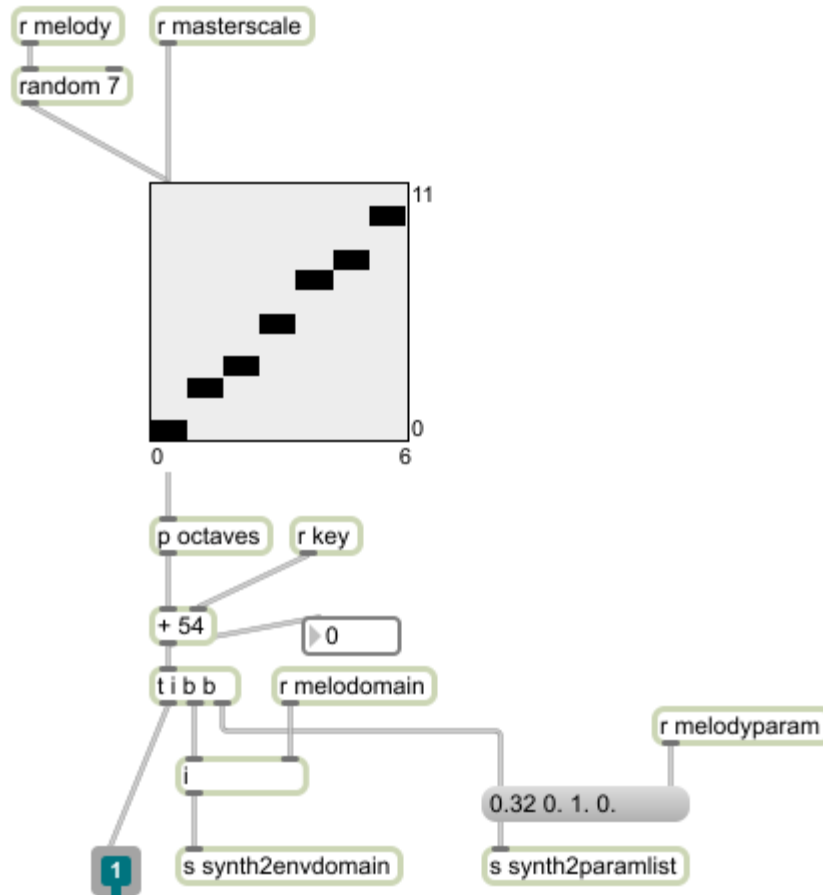 r melody
r masterscale
random 7
11
0
0
6
p octaves
r key
+ 54
0
t i b b
r melodomain
r melodyparam
i
0.32 0. 1. 0.
1
s synth2envdomain
s synth2paramlist